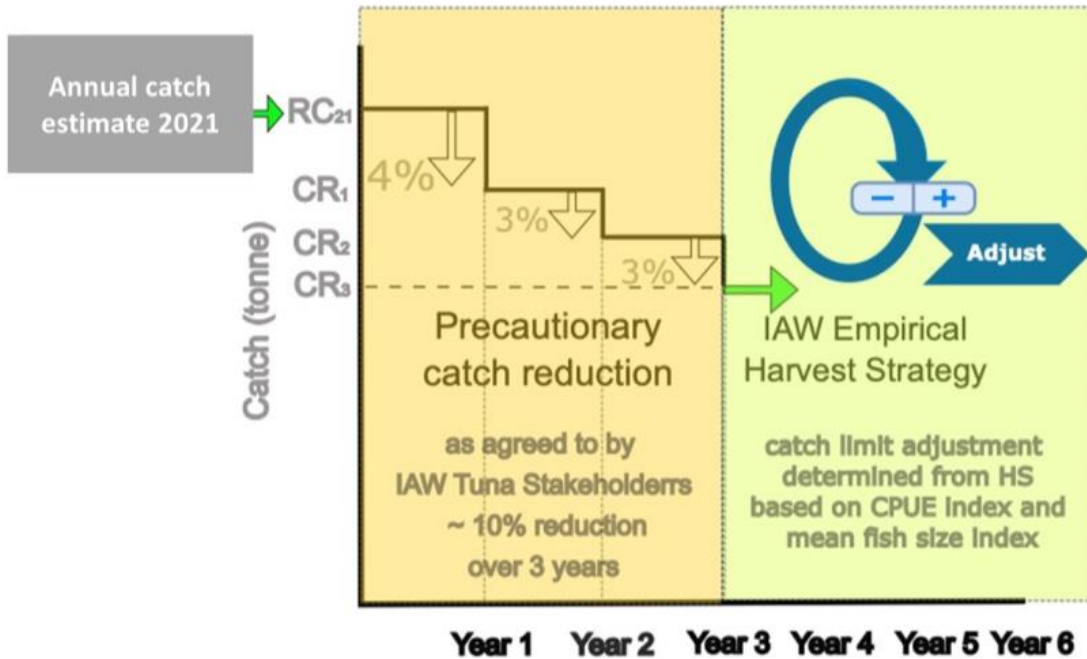 Annual catch
estimate 2021
RC₂₁
4%
CR₁
3%
CR₂
3%
CR₃
Catch (tonne)
Precautionary
catch reduction
as agreed to by
IAW Tuna Stakeholderrs
~ 10% reduction
over 3 years
− +
Adjust
IAW Empirical
Harvest Strategy
catch limit adjustment
determined from HS
based on CPUE index and
mean fish size index
Year 1 Year 2 Year 3 Year 4 Year 5 Year 6